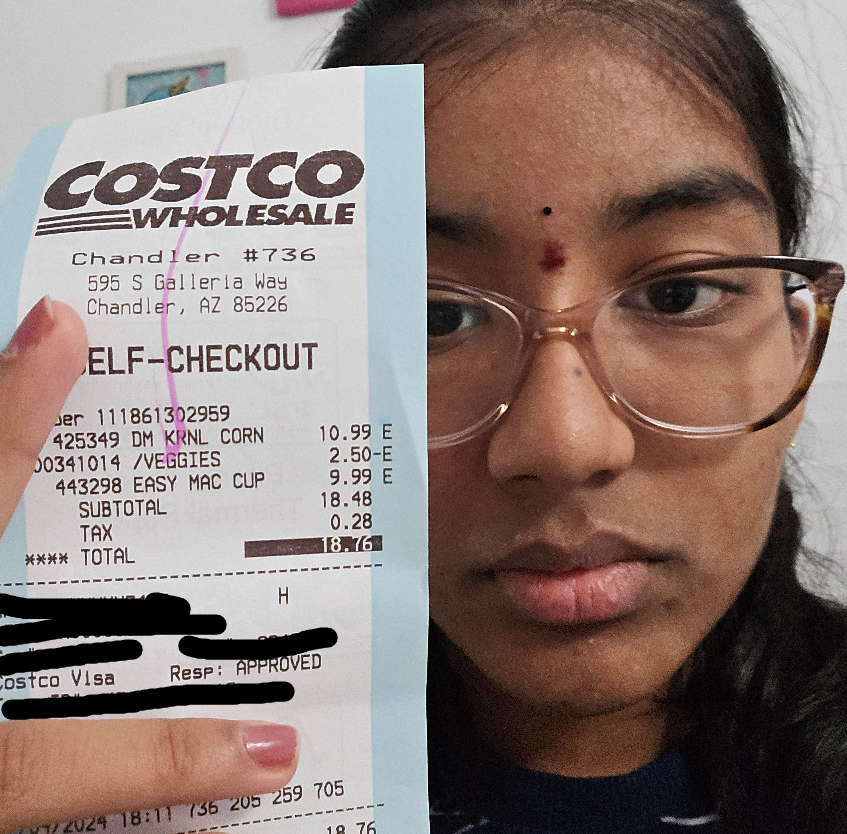 COSTCO
WHOLESALE
Chandler #736
595 S Galleria Way
Chandler, AZ 85226
ELF-CHECKOUT
111861302959
425349 DM KRNL CORN 10.99 E
00341014 /VEGGIES 2.50-E
443298 EASY MAC CUP 9.99 E
SUBTOTAL 18.48
TAX 0.28
**** TOTAL 18.76
H
Costco Visa Resp: APPROVED
/2024 18:11 736 205 259 705
18.76